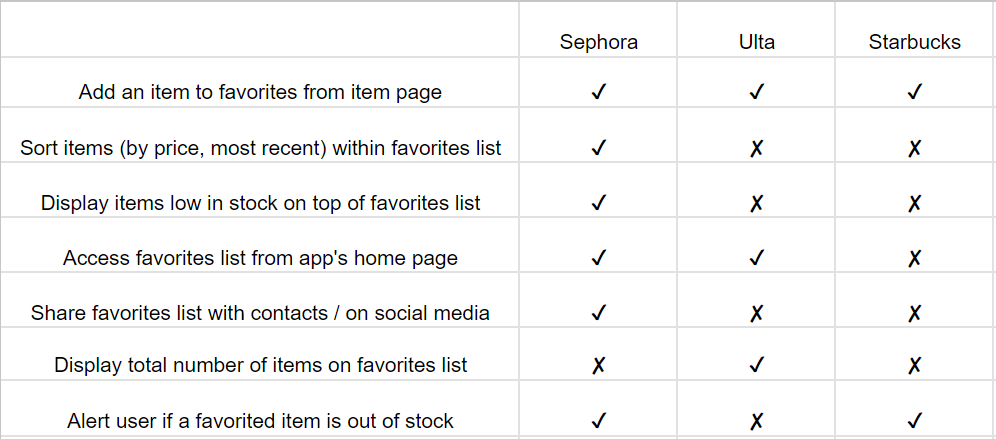 Sephora Ulta Starbucks
Add an item to favorites from item page ✓ ✓ ✓
Sort items (by price, most recent) within favorites list ✓ ✗ ✗
Display items low in stock on top of favorites list ✓ ✗ ✗
Access favorites list from app's home page ✓ ✓ ✗
Share favorites list with contacts / on social media ✓ ✗ ✗
Display total number of items on favorites list ✗ ✓ ✗
Alert user if a favorited item is out of stock ✓ ✗ ✓